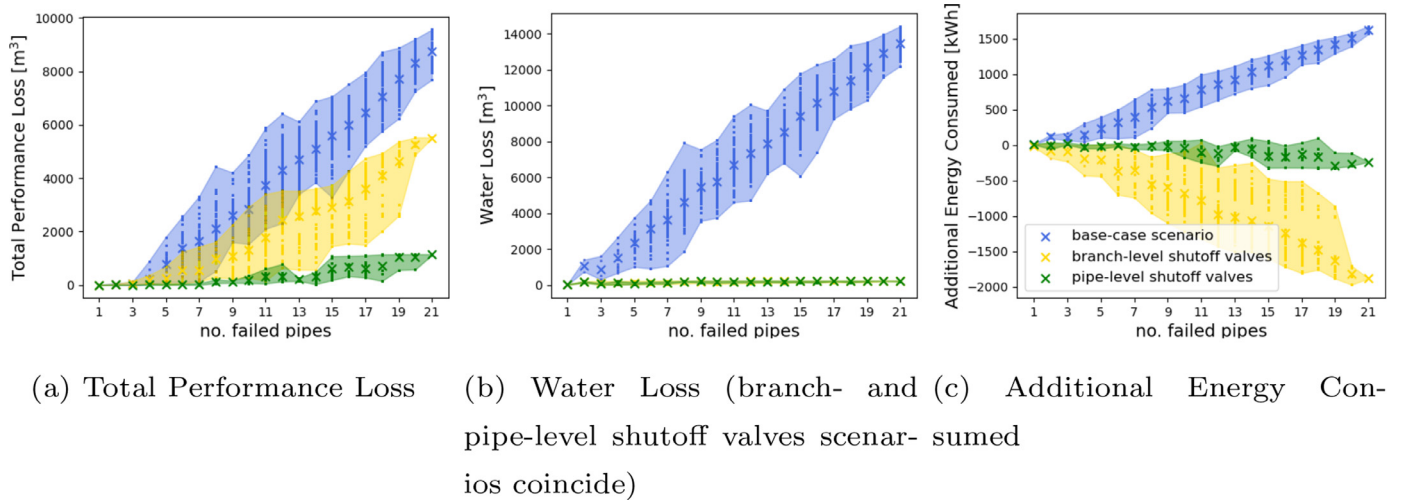 Total Performance Loss [m³]
10000
8000
6000
4000
2000
0
1 3 5 7 9 11 13 15 17 19 21
no. failed pipes
Water Loss [m³]
14000
12000
10000
8000
6000
4000
2000
0
1 3 5 7 9 11 13 15 17 19 21
no. failed pipes
Additional Energy Consumed [kWh]
1500
1000
500
0
−500
−1000
−1500
−2000
base-case scenario
branch-level shutoff valves
pipe-level shutoff valves
1 3 5 7 9 11 13 15 17 19 21
no. failed pipes
(a) Total Performance Loss
(b) Water Loss (branch- and
pipe-level shutoff valves scenar-
ios coincide)
(c) Additional Energy Con-
sumed